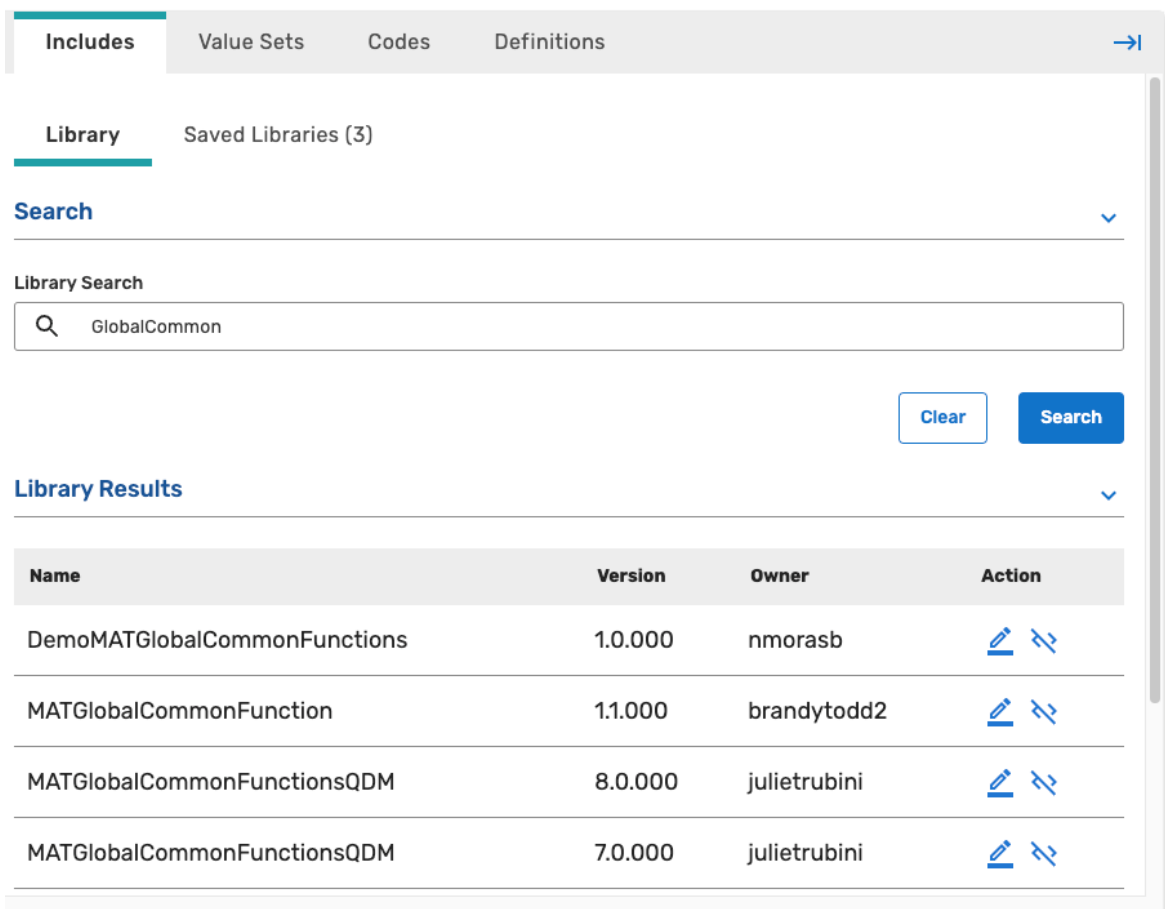 Includes Value Sets Codes Definitions
Library Saved Libraries (3)
Search
Library Search
GlobalCommon
Clear Search
Library Results
Name Version Owner Action
DemoMATGlobalCommonFunctions 1.0.000 nmorasb
MATGlobalCommonFunction 1.1.000 brandytodd2
MATGlobalCommonFunctionsQDM 8.0.000 julietrubini
MATGlobalCommonFunctionsQDM 7.0.000 julietrubini